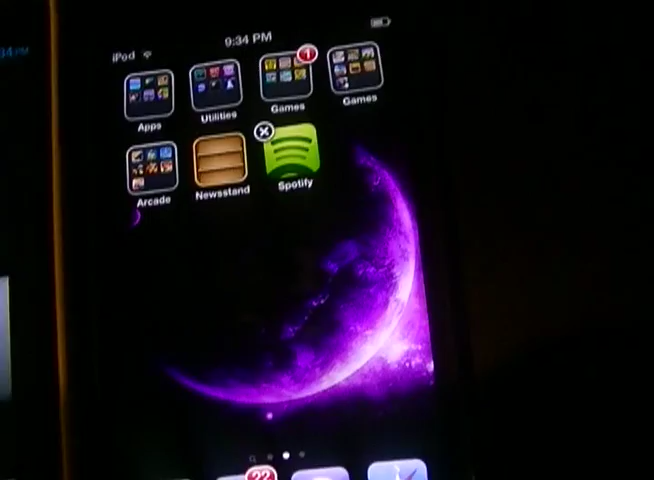 iPod 9:34 PM
1
Apps Utilities Games Games
Arcade Newsstand Spotify
22